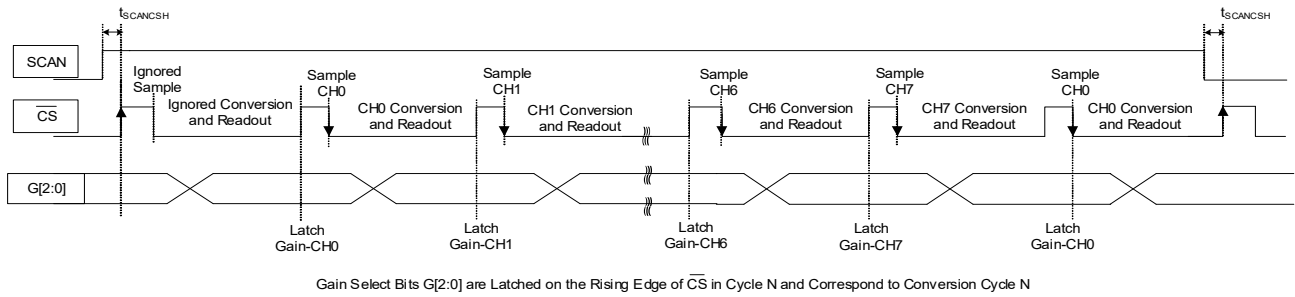 tSCANCSH
tSCANCSH
SCAN
Ignored
Sample
Sample
CH0
Sample
CH1
Sample
CH6
Sample
CH7
Sample
CH0
CS
Ignored Conversion
and Readout
CH0 Conversion
and Readout
CH1 Conversion
and Readout
CH6 Conversion
and Readout
CH7 Conversion
and Readout
CH0 Conversion
and Readout
G[2:0]
Latch
Gain-CH0
Latch
Gain-CH1
Latch
Gain-CH6
Latch
Gain-CH7
Latch
Gain-CH0
Gain Select Bits G[2:0] are Latched on the Rising Edge of CS in Cycle N and Correspond to Conversion Cycle N